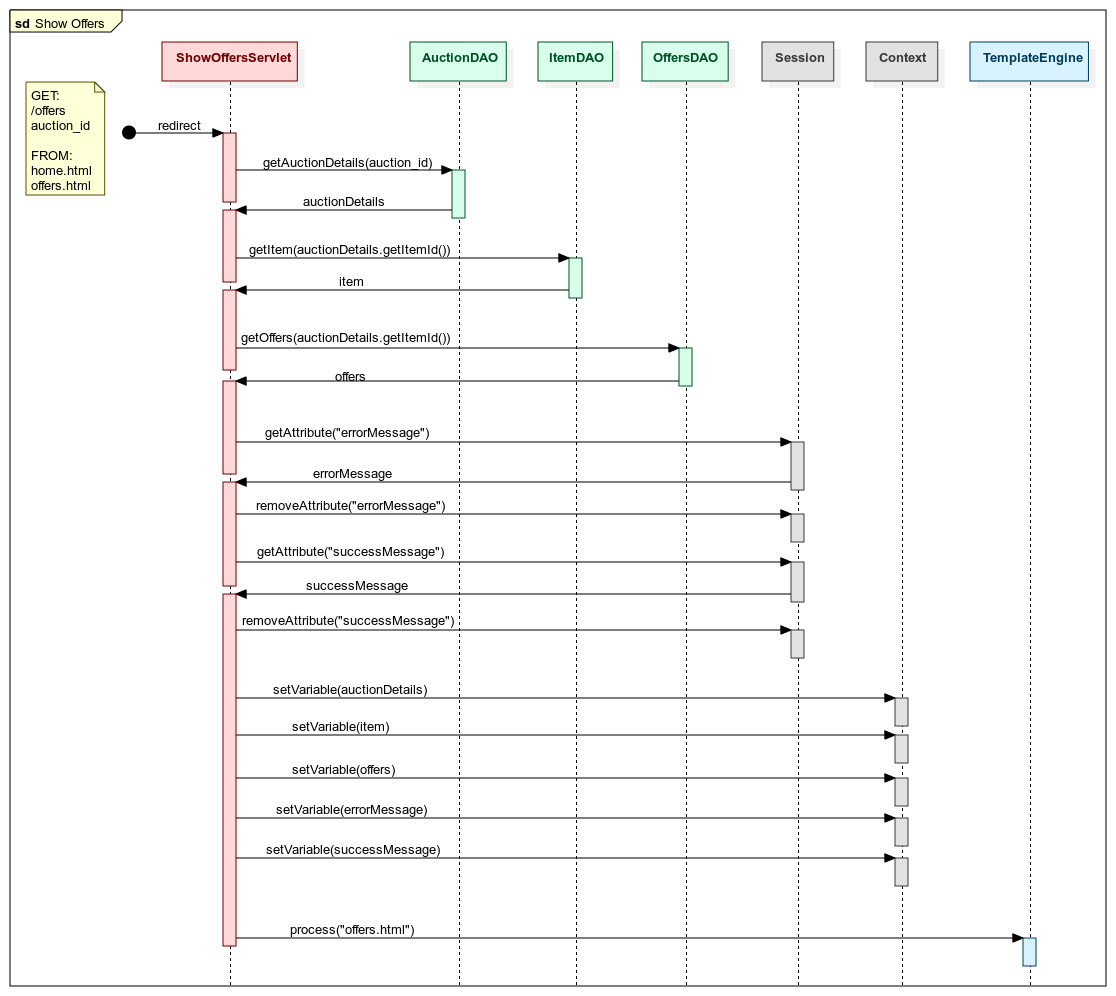 sd Show Offers
ShowOffersServlet
AuctionDAO
ItemDAO
OffersDAO
Session
Context
TemplateEngine
GET:
/offers
auction_id
FROM:
home.html
offers.html
redirect
getAuctionDetails(auction_id)
auctionDetails
getItem(auctionDetails.getItemId())
item
getOffers(auctionDetails.getItemId())
offers
getAttribute("errorMessage")
errorMessage
removeAttribute("errorMessage")
getAttribute("successMessage")
successMessage
removeAttribute("successMessage")
setVariable(auctionDetails)
setVariable(item)
setVariable(offers)
setVariable(errorMessage)
setVariable(successMessage)
process("offers.html")